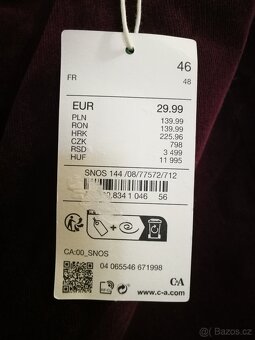 46
FR 48
EUR 29.99
PLN 139.99
RON 139.99
HRK 225.96
CZK 798
RSD 3 499
HUF 11 995
SNOS 144 /08/77572/712
834 1 046 56
FR
CA:00_SNOS
04 065546 671998
C&A
www.c-a.com
Bazoš.cz